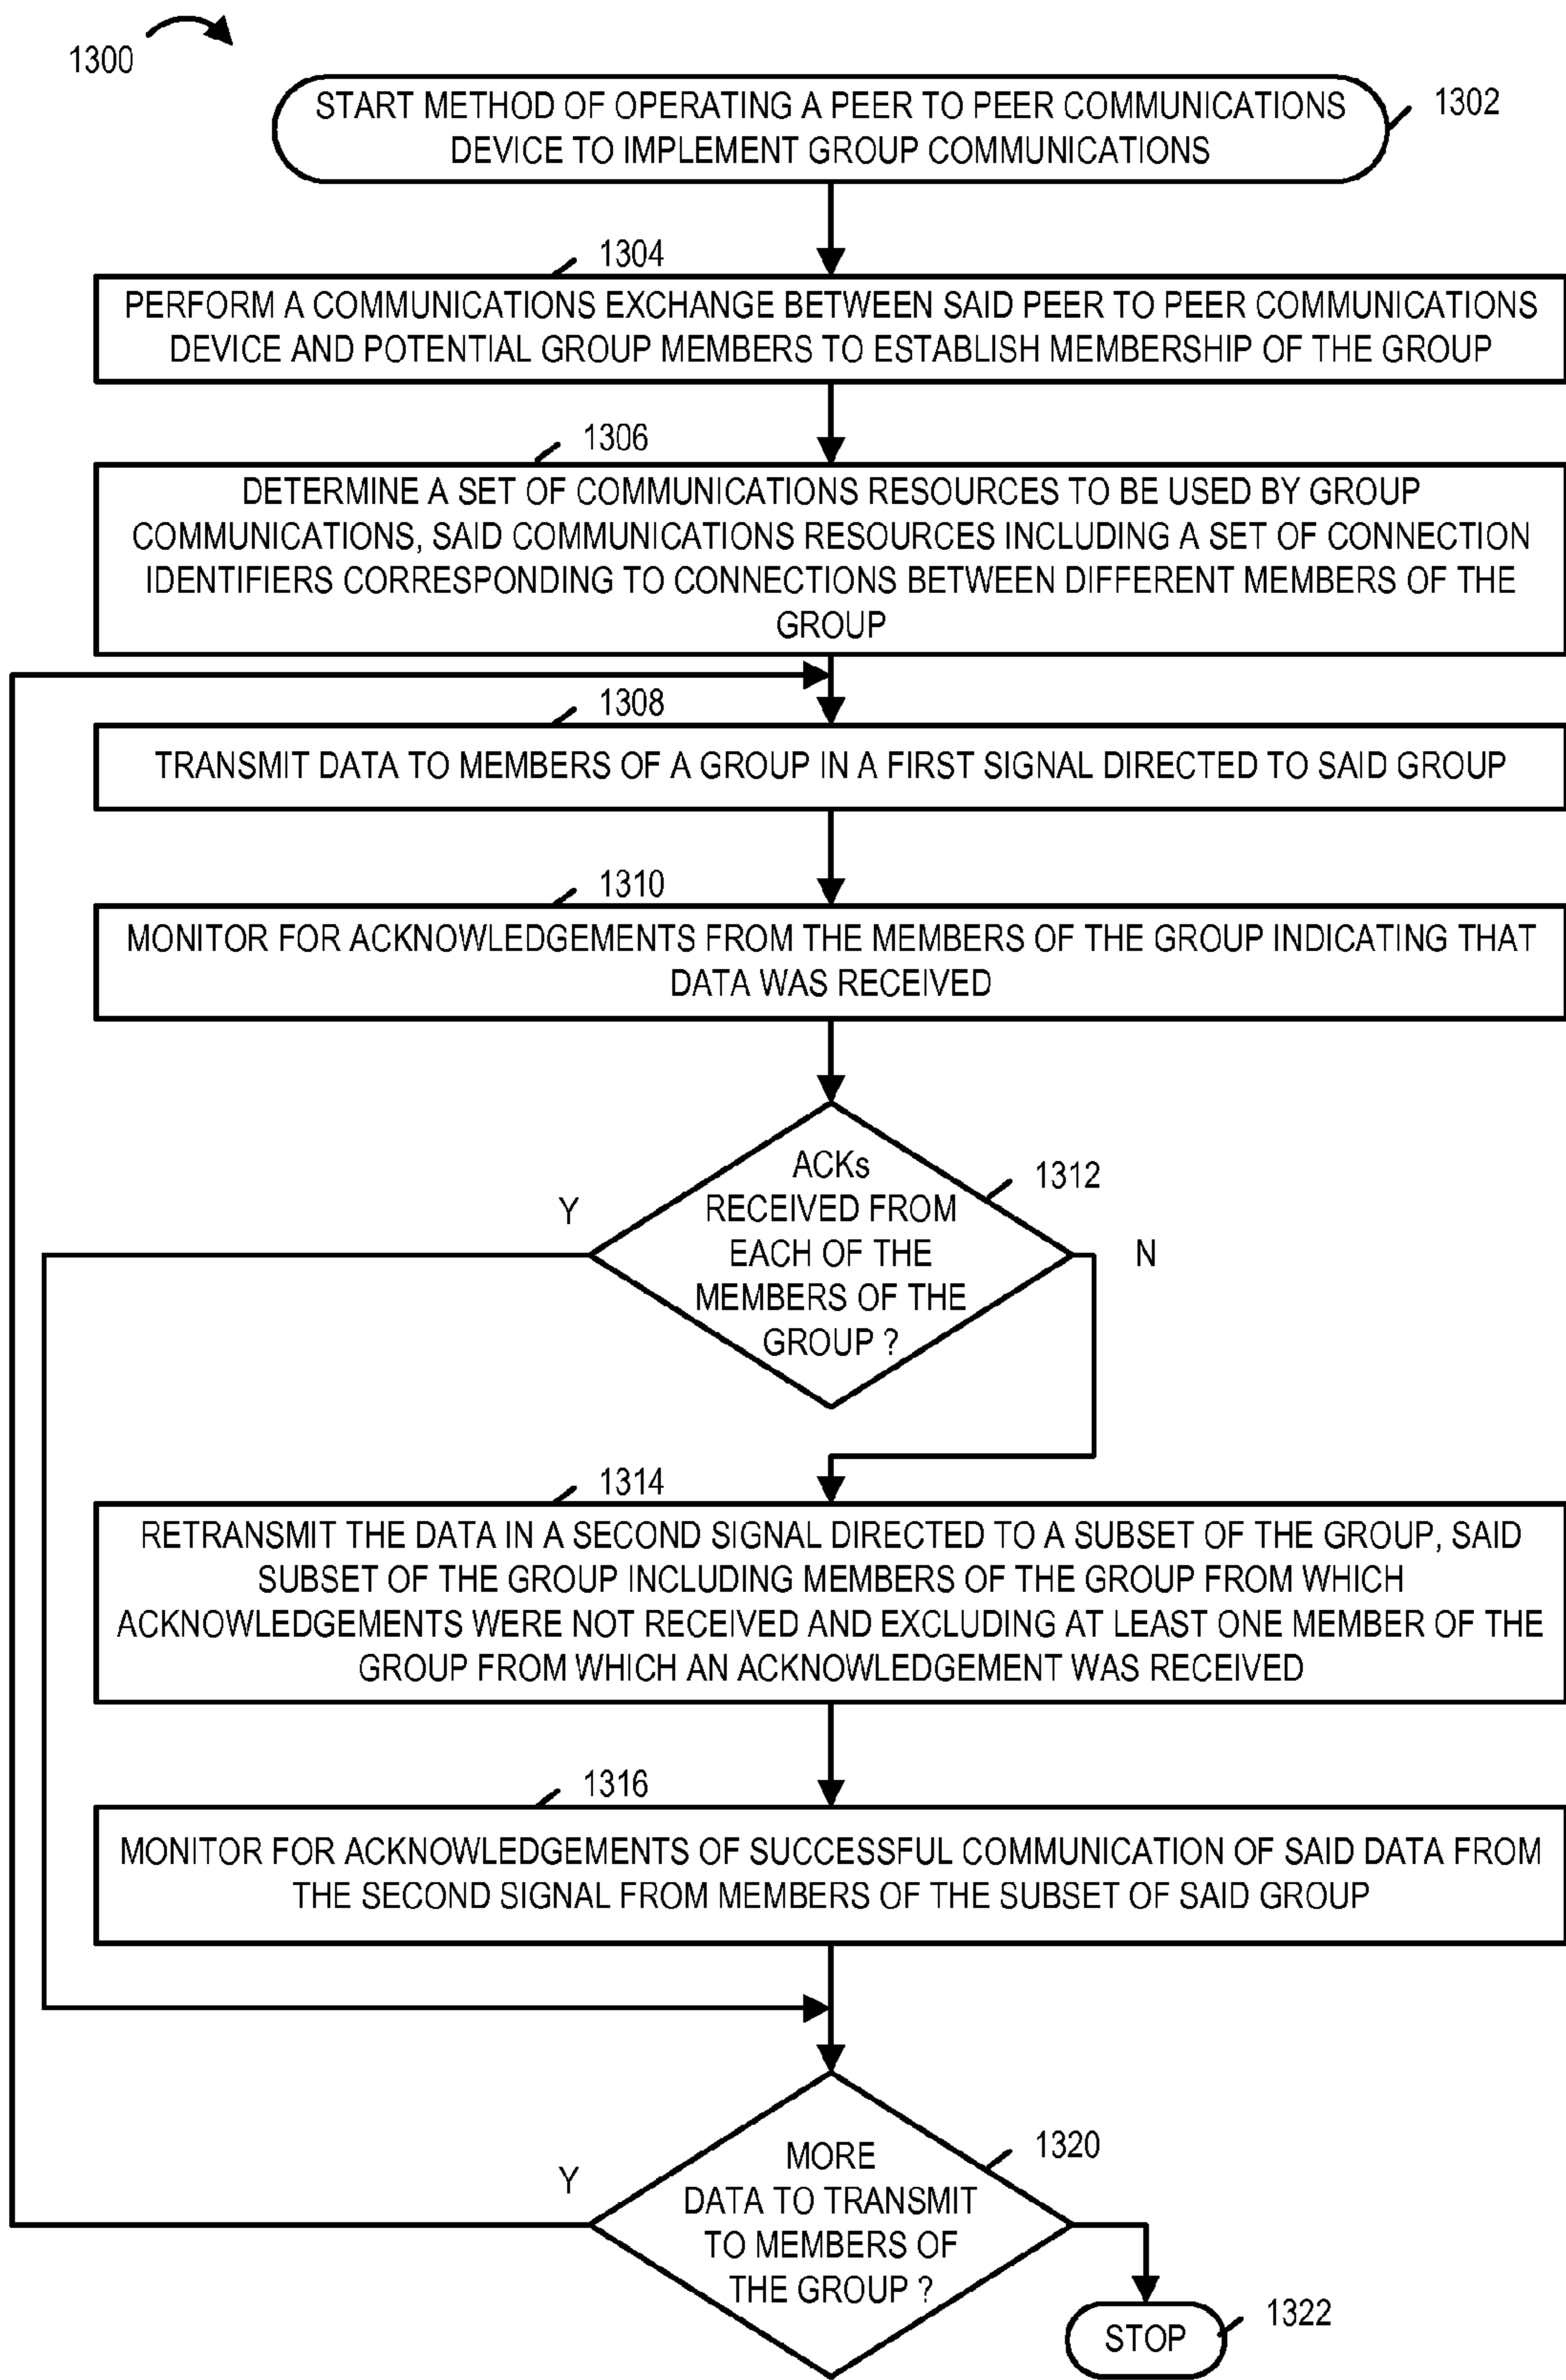 1300
START METHOD OF OPERATING A PEER TO PEER COMMUNICATIONS
DEVICE TO IMPLEMENT GROUP COMMUNICATIONS
1302
1304
PERFORM A COMMUNICATIONS EXCHANGE BETWEEN SAID PEER TO PEER COMMUNICATIONS
DEVICE AND POTENTIAL GROUP MEMBERS TO ESTABLISH MEMBERSHIP OF THE GROUP
1306
DETERMINE A SET OF COMMUNICATIONS RESOURCES TO BE USED BY GROUP
COMMUNICATIONS, SAID COMMUNICATIONS RESOURCES INCLUDING A SET OF CONNECTION
IDENTIFIERS CORRESPONDING TO CONNECTIONS BETWEEN DIFFERENT MEMBERS OF THE
GROUP
1308
TRANSMIT DATA TO MEMBERS OF A GROUP IN A FIRST SIGNAL DIRECTED TO SAID GROUP
1310
MONITOR FOR ACKNOWLEDGEMENTS FROM THE MEMBERS OF THE GROUP INDICATING THAT
DATA WAS RECEIVED
ACKs
RECEIVED FROM
EACH OF THE
MEMBERS OF THE
GROUP ?
1312
Y
N
1314
RETRANSMIT THE DATA IN A SECOND SIGNAL DIRECTED TO A SUBSET OF THE GROUP, SAID
SUBSET OF THE GROUP INCLUDING MEMBERS OF THE GROUP FROM WHICH
ACKNOWLEDGEMENTS WERE NOT RECEIVED AND EXCLUDING AT LEAST ONE MEMBER OF THE
GROUP FROM WHICH AN ACKNOWLEDGEMENT WAS RECEIVED
1316
MONITOR FOR ACKNOWLEDGEMENTS OF SUCCESSFUL COMMUNICATION OF SAID DATA FROM
THE SECOND SIGNAL FROM MEMBERS OF THE SUBSET OF SAID GROUP
MORE
DATA TO TRANSMIT
TO MEMBERS OF
THE GROUP ?
1320
Y
STOP
1322